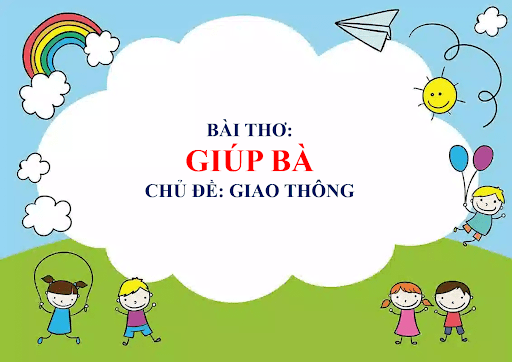 BÀI THƠ:
GIÚP BÀ
CHỦ ĐỀ: GIAO THÔNG